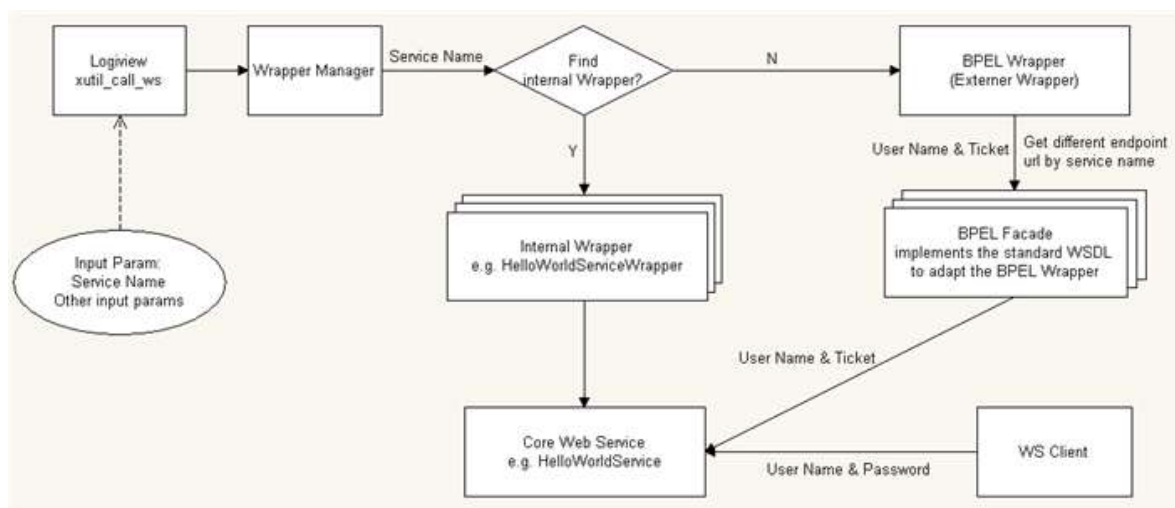 Logiview
xutil_call_ws
Wrapper Manager
Service Name
Find
internal Wrapper?
N
BPEL Wrapper
(Externer Wrapper)
User Name & Ticket
Get different endpoint
url by service name
Y
Input Param:
Service Name
Other input params
Internal Wrapper
e.g. HelloWorldServiceWrapper
BPEL Facade
implements the standard WSDL
to adapt the BPEL Wrapper
User Name & Ticket
Core Web Service
e.g. HelloWorldService
User Name & Password
WS Client